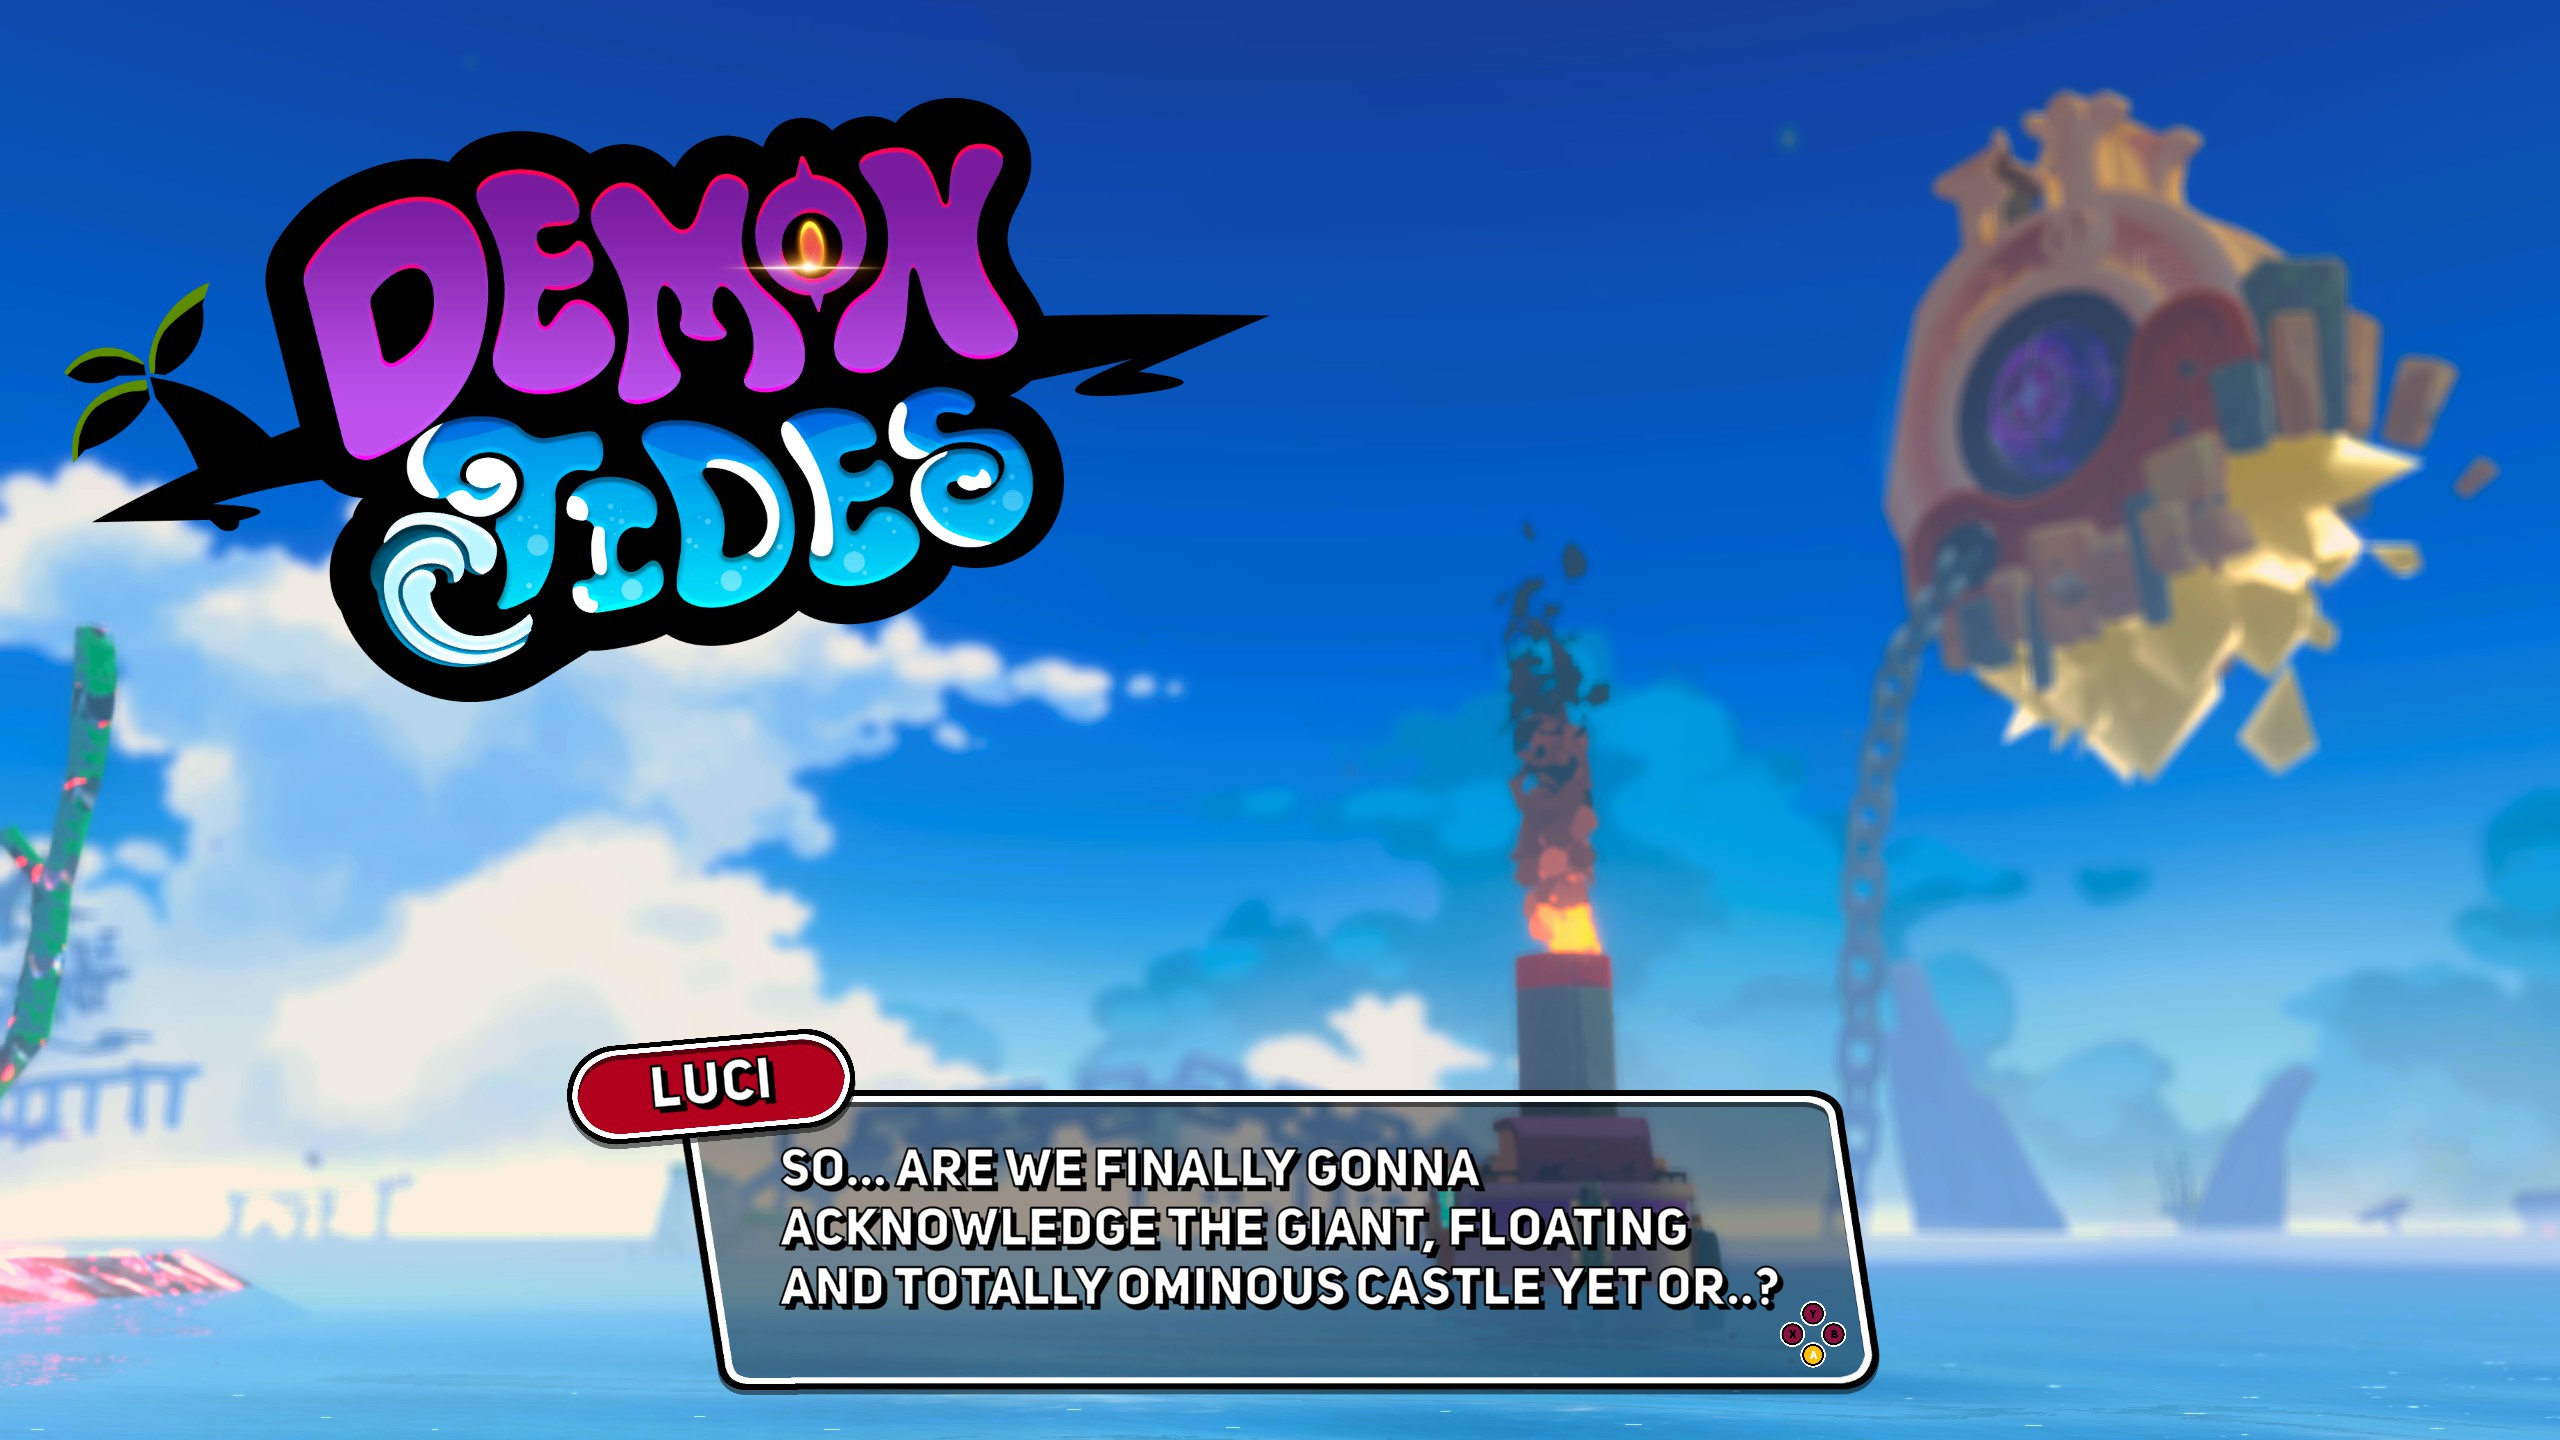 DEMON
TIDES
LUCI
SO... ARE WE FINALLY GONNA
ACKNOWLEDGE THE GIANT, FLOATING
AND TOTALLY OMINOUS CASTLE YET OR..?
Y
X B
A